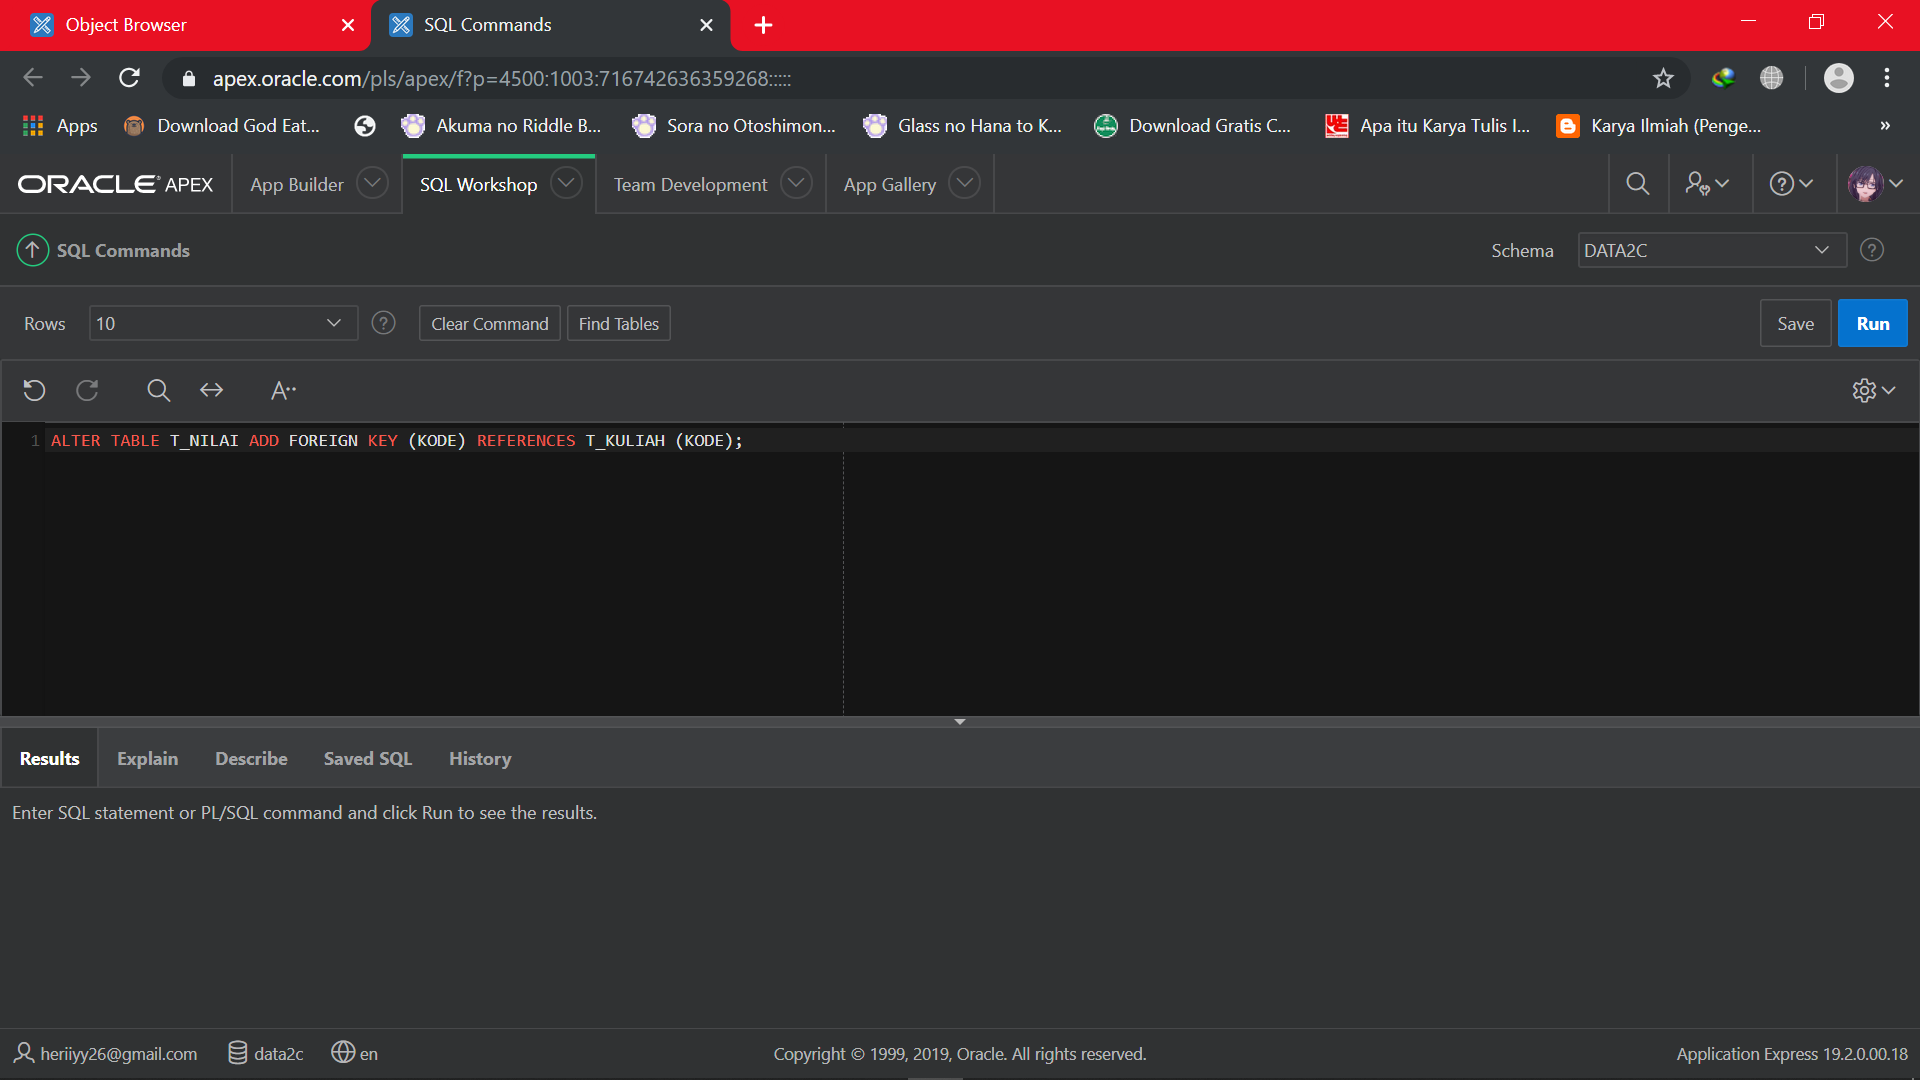 Object Browser
SQL Commands
apex.oracle.com/pls/apex/f?p=4500:1003:716742636359268:::::
Apps
Download God Eat...
Akuma no Riddle B...
Sora no Otoshimon...
Glass no Hana to K...
Download Gratis C...
Apa itu Karya Tulis I...
Karya Ilmiah (Penge...
»
ORACLE APEX
App Builder
SQL Workshop
Team Development
App Gallery
SQL Commands
Schema
DATA2C
Rows
10
Clear Command
Find Tables
Save
Run
1 ALTER TABLE T_NILAI ADD FOREIGN KEY (KODE) REFERENCES T_KULIAH (KODE);
Results
Explain
Describe
Saved SQL
History
Enter SQL statement or PL/SQL command and click Run to see the results.
heriiyy26@gmail.com
data2c
en
Copyright © 1999, 2019, Oracle. All rights reserved.
Application Express 19.2.0.00.18